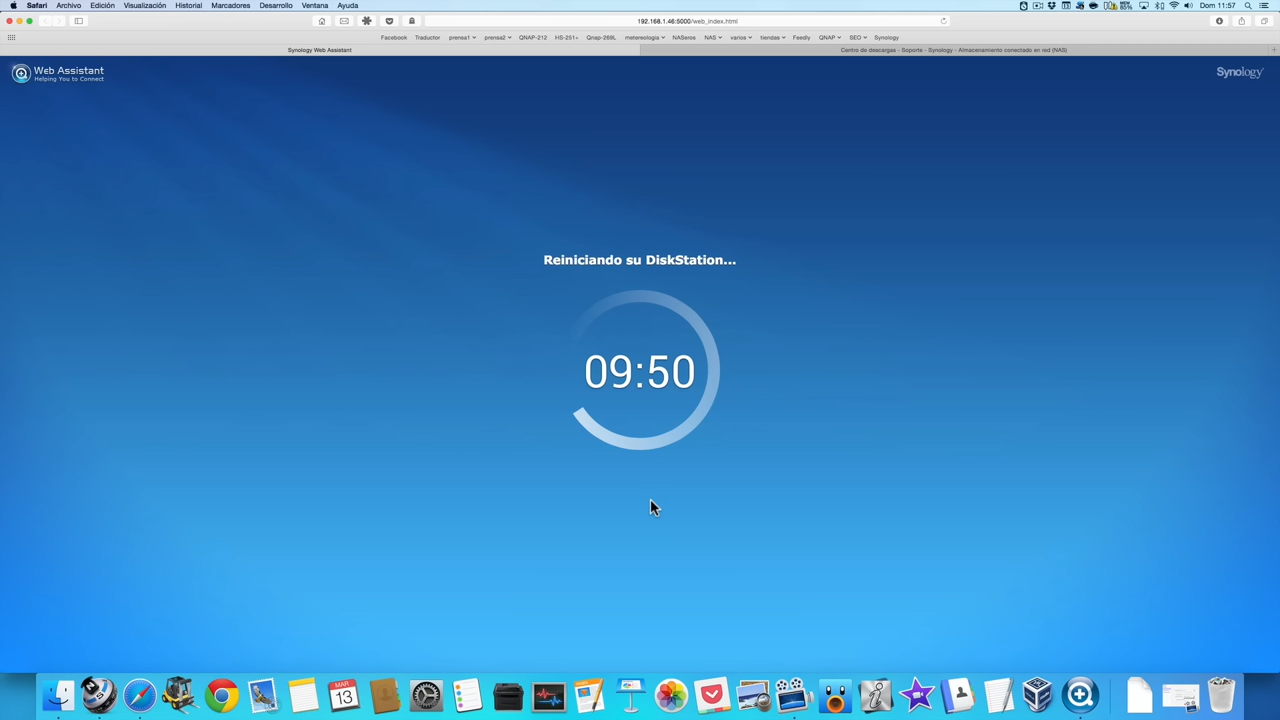 Safari Archivo Edición Visualización Historial Marcadores Desarrollo Ventana Ayuda Dom 11:57
192.168.1.46:5000/web_index.html
Facebook Traductor prensa1 prensa2 QNAP-212 HS-251+ Qnap-269L metereologia NASeros NAS varios tiendas Feedly QNAP SEO Synology
Synology Web Assistant Centro de descargas - Soporte - Synology - Almacenamiento conectado en red (NAS)
Web Assistant
Helping You to Connect
Synology
Reiniciando su DiskStation...
09:50
MAR
13